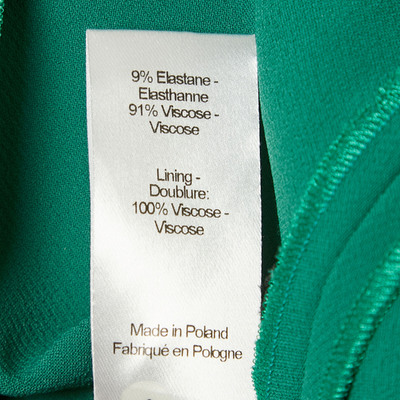 9% Elastane -
Elasthanne
91% Viscose -
Viscose
Lining -
Doublure:
100% Viscose -
Viscose
Made in Poland
Fabriqué en Pologne